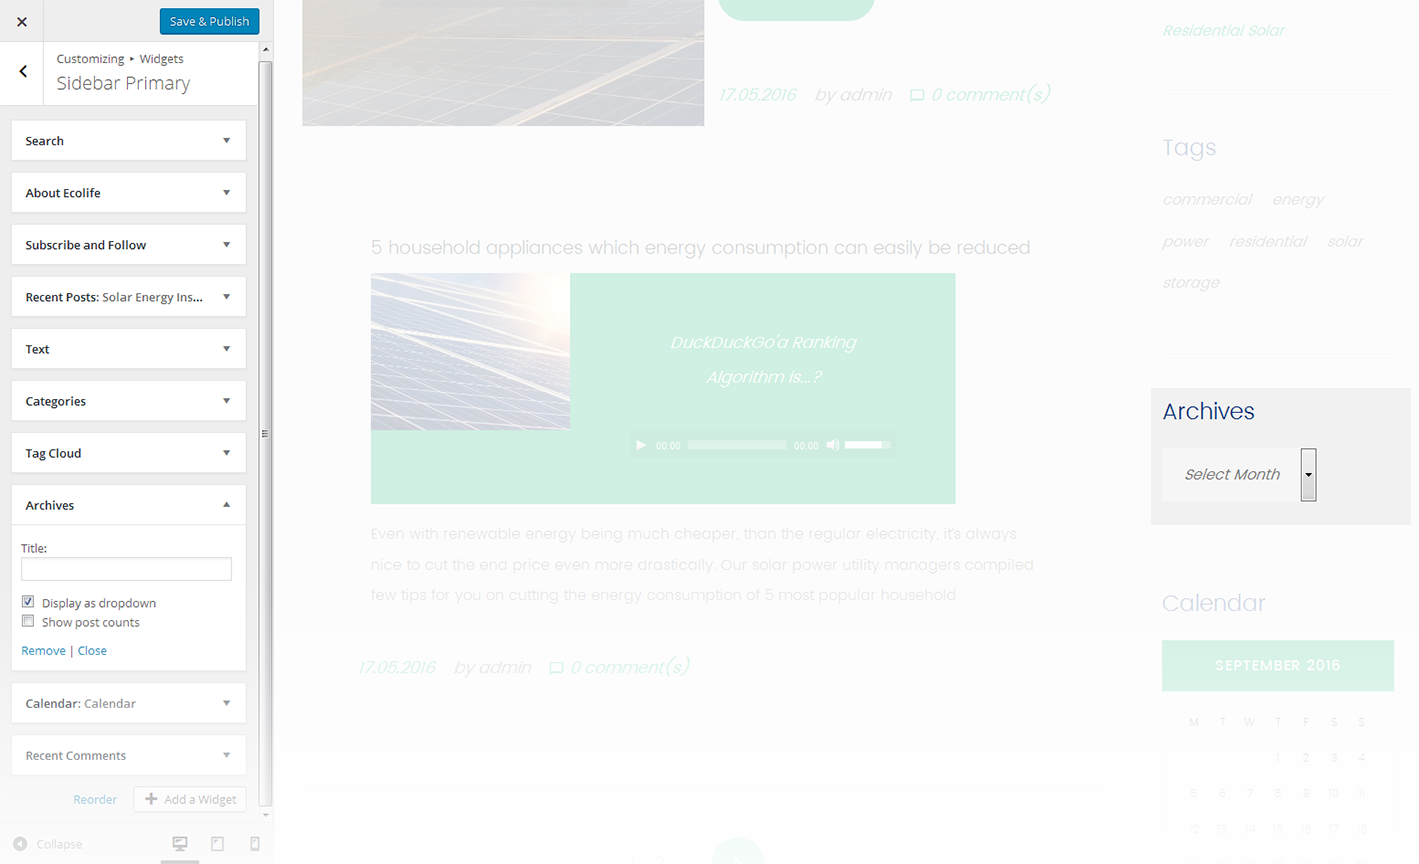 Save & Publish
Customizing ▸ Widgets
Sidebar Primary
Search
About Ecolife
Subscribe and Follow
Recent Posts: Solar Energy Ins...
Text
Categories
Tag Cloud
Archives
Title:
Display as dropdown
Show post counts
Remove | Close
Calendar: Calendar
Recent Comments
Reorder
Add a Widget
Collapse
17.05.2016 by admin 0 comment(s)
5 household appliances which energy consumption can easily be reduced
DuckDuckGo'a Ranking
Algorithm is...?
00:00 00:00
Even with renewable energy being much cheaper, than the regular electricity, it's always
nice to cut the end price even more drastically. Our solar power utility managers compiled
few tips for you on cutting the energy consumption of 5 most popular household
17.05.2016 by admin 0 comment(s)
Residential Solar
Tags
commercial energy
power residential solar
storage
Archives
Select Month
Calendar
SEPTEMBER 2016
M T W T F S S
1 2 3 4
5 6 7 8 9 10 11
12 13 14 15 16 17 18